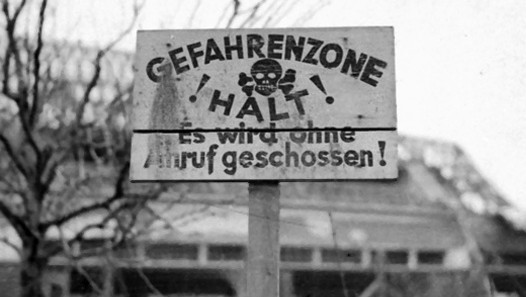 GEFAHRENZONE
! HALT !
Es wird ohne
Anruf geschossen!